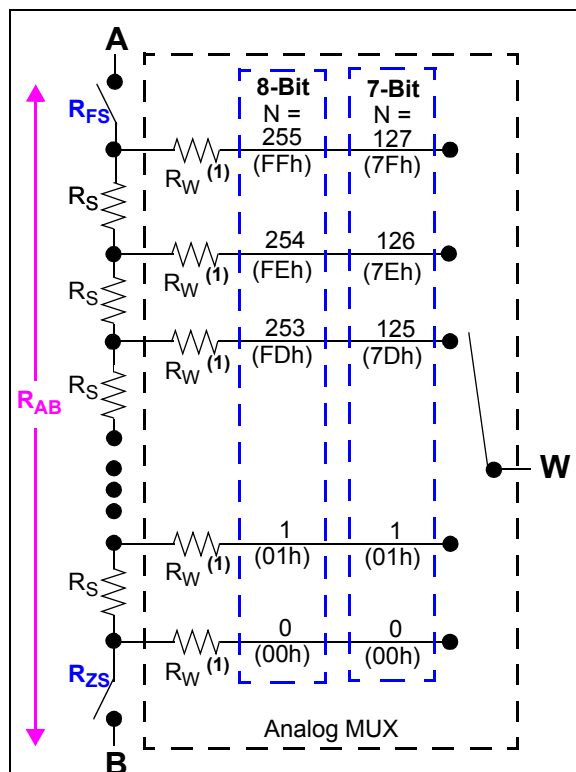 A
8-Bit
N =
7-Bit
N =
RFS
255
(FFh)
127
(7Fh)
RW (1)
RS
254
(FEh)
126
(7Eh)
RW (1)
RS
253
(FDh)
125
(7Dh)
RW (1)
RS
RAB
W
1
(01h)
1
(01h)
RW (1)
RS
0
(00h)
0
(00h)
RW (1)
RZS
Analog MUX
B